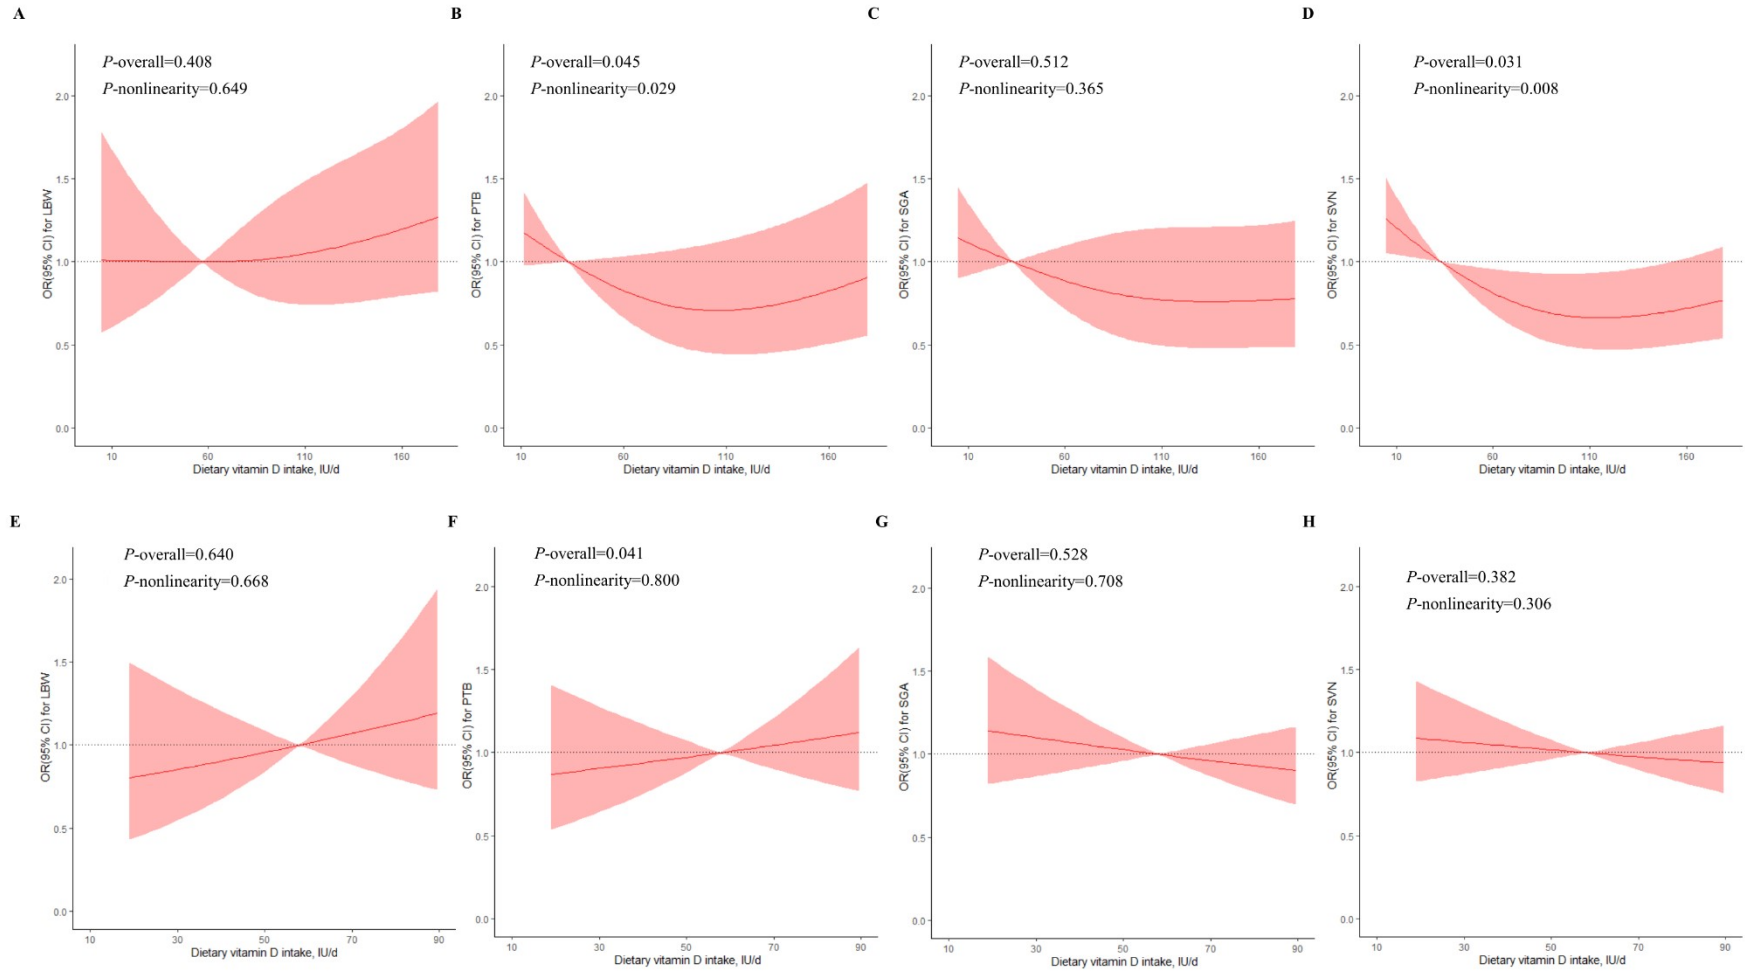 A
P-overall=0.408
P-nonlinearity=0.649
2.0
1.5
1.0
0.5
0.0
OR(95% CI) for LBW
10 60 110 160
Dietary vitamin D intake, IU/d
B
P-overall=0.045
P-nonlinearity=0.029
2.0
1.5
1.0
0.5
0.0
OR(95% CI) for PTB
10 60 110 160
Dietary vitamin D intake, IU/d
C
P-overall=0.512
P-nonlinearity=0.365
2.0
1.5
1.0
0.5
0.0
OR(95% CI) for SGA
10 60 110 160
Dietary vitamin D intake, IU/d
D
P-overall=0.031
P-nonlinearity=0.008
2.0
1.5
1.0
0.5
0.0
OR(95% CI) for SVN
10 60 110 160
Dietary vitamin D intake, IU/d
E
P-overall=0.640
P-nonlinearity=0.668
2.0
1.5
1.0
0.5
0.0
OR(95% CI) for LBW
10 30 50 70 90
Dietary vitamin D intake, IU/d
F
P-overall=0.041
P-nonlinearity=0.800
2.0
1.5
1.0
0.5
0.0
OR(95% CI) for PTB
10 30 50 70 90
Dietary vitamin D intake, IU/d
G
P-overall=0.528
P-nonlinearity=0.708
2.0
1.5
1.0
0.5
0.0
OR(95% CI) for SGA
10 30 50 70 90
Dietary vitamin D intake, IU/d
H
P-overall=0.382
P-nonlinearity=0.306
2.0
1.5
1.0
0.5
0.0
OR(95% CI) for SVN
10 30 50 70 90
Dietary vitamin D intake, IU/d